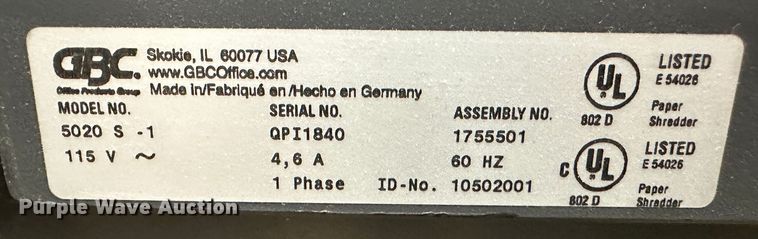 GBC. Skokie, IL 60077 USA
www.GBCOffice.com
Office Products Group Made in/Fabriqué en/Hecho en Germany
MODEL NO. SERIAL NO. ASSEMBLY NO.
5020 S -1 QPI1840 1755501
115 V ~ 4,6 A 60 HZ
1 Phase ID-No. 10502001
UL LISTED
E 54026
802 D Paper
Shredder
C UL LISTED
E 54026
802 D Paper
Shredder
Purple Wave Auction